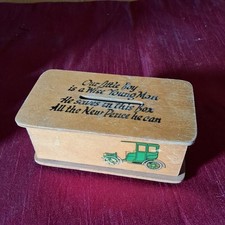 Our Little Boy
is a Wise Young Man
He saves in this Box
All the New Pence he can